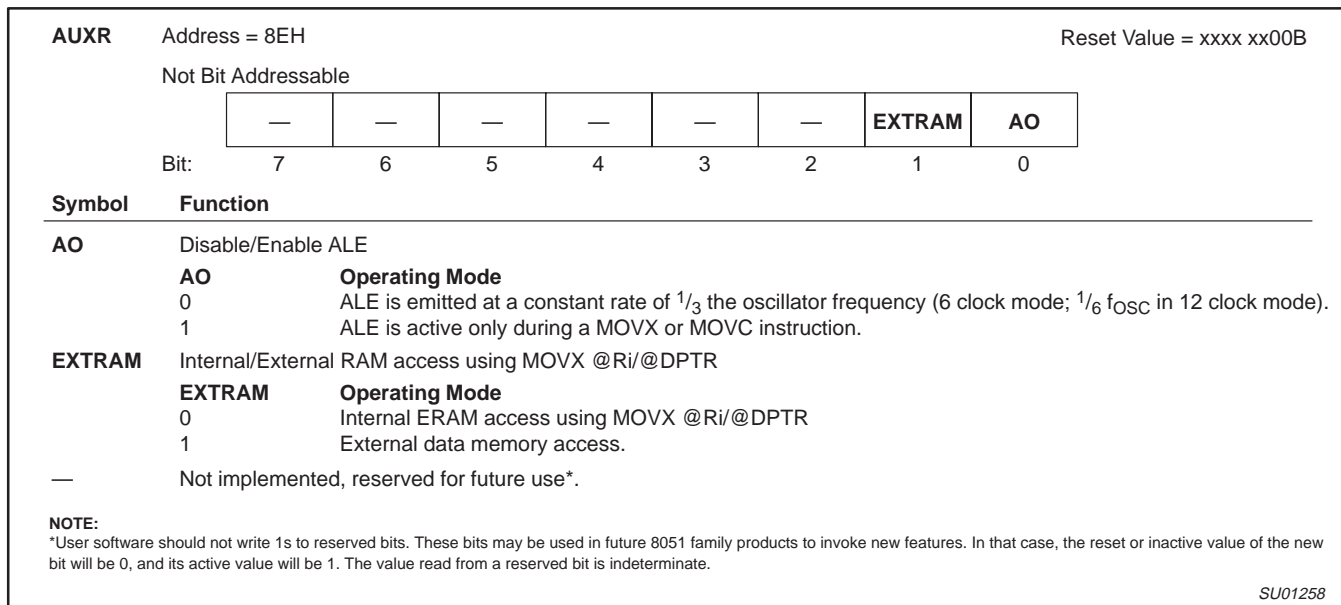 AUXR Address = 8EH Reset Value = xxxx xx00B
Not Bit Addressable
— — — — — — EXTRAM AO
Bit: 7 6 5 4 3 2 1 0
Symbol Function
AO Disable/Enable ALE
AO Operating Mode
0 ALE is emitted at a constant rate of 1/3 the oscillator frequency (6 clock mode; 1/6 fOSC in 12 clock mode).
1 ALE is active only during a MOVX or MOVC instruction.
EXTRAM Internal/External RAM access using MOVX @Ri/@DPTR
EXTRAM Operating Mode
0 Internal ERAM access using MOVX @Ri/@DPTR
1 External data memory access.
— Not implemented, reserved for future use*.
NOTE:
*User software should not write 1s to reserved bits. These bits may be used in future 8051 family products to invoke new features. In that case, the reset or inactive value of the new
bit will be 0, and its active value will be 1. The value read from a reserved bit is indeterminate.
SU01258